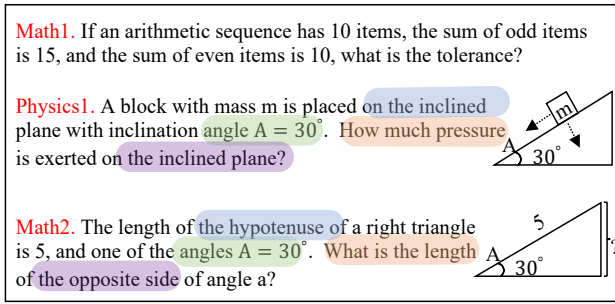 Math1. If an arithmetic sequence has 10 items, the sum of odd items
is 15, and the sum of even items is 10, what is the tolerance?
Physics1. A block with mass m is placed on the inclined
plane with inclination angle A = 30°. How much pressure
is exerted on the inclined plane?
m
A
30°
Math2. The length of the hypotenuse of a right triangle
is 5, and one of the angles A = 30°. What is the length
of the opposite side of angle a?
5
A
30°